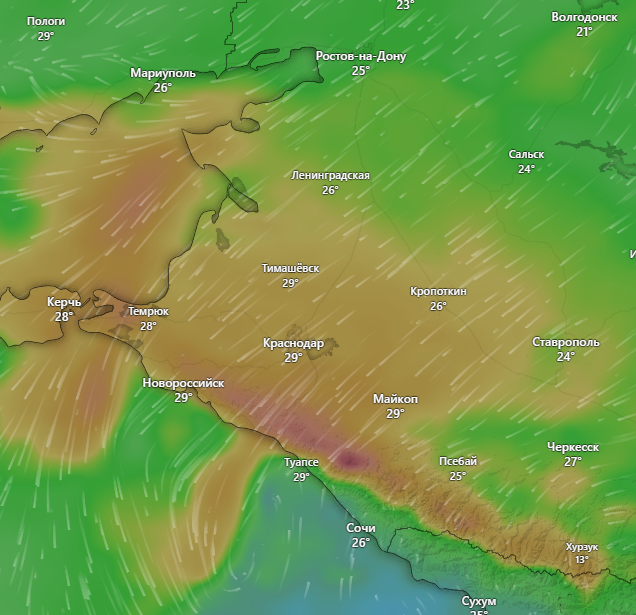 23°
Пологи
29°
Волгодонск
21°
Ростов-на-Дону
25°
Мариуполь
26°
Сальск
24°
Ленинградская
26°
Тимашёвск
29°
Кропоткин
26°
Керчь
28°
Темрюк
28°
Краснодар
29°
Ставрополь
24°
Новороссийск
29°
Майкоп
29°
Черкесск
27°
Псебай
25°
Туапсе
29°
Сочи
26°
Хурзук
13°
Сухум
25°